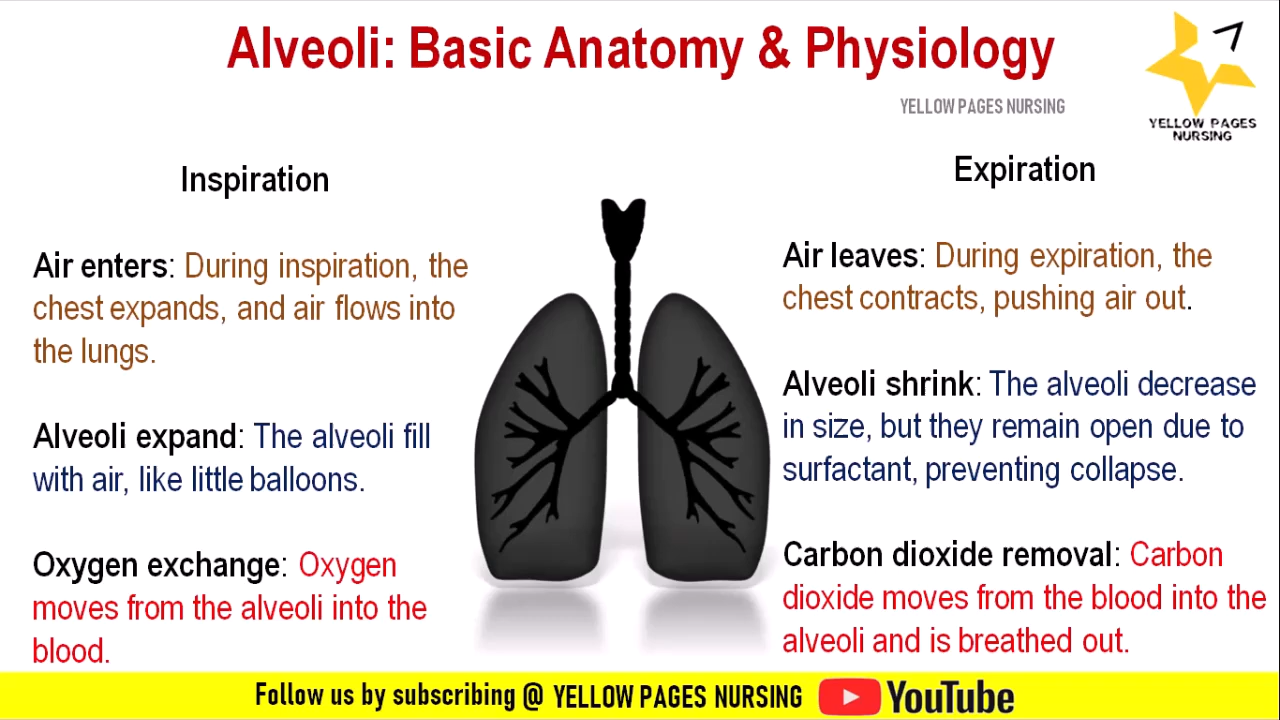 Alveoli: Basic Anatomy & Physiology
YELLOW PAGES NURSING
YELLOW PAGES
NURSING
Inspiration
Air enters: During inspiration, the
chest expands, and air flows into
the lungs.
Alveoli expand: The alveoli fill
with air, like little balloons.
Oxygen exchange: Oxygen
moves from the alveoli into the
blood.
Expiration
Air leaves: During expiration, the
chest contracts, pushing air out.
Alveoli shrink: The alveoli decrease
in size, but they remain open due to
surfactant, preventing collapse.
Carbon dioxide removal: Carbon
dioxide moves from the blood into the
alveoli and is breathed out.
Follow us by subscribing @ YELLOW PAGES NURSING YouTube